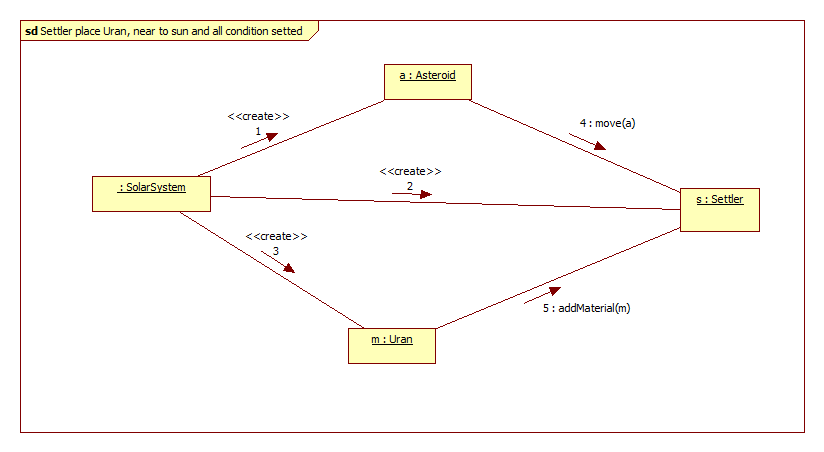 sd Settler place Uran, near to sun and all condition setted
a : Asteroid
<<create>>
1
4 : move(a)
<<create>>
2
: SolarSystem
s : Settler
<<create>>
3
5 : addMaterial(m)
m : Uran